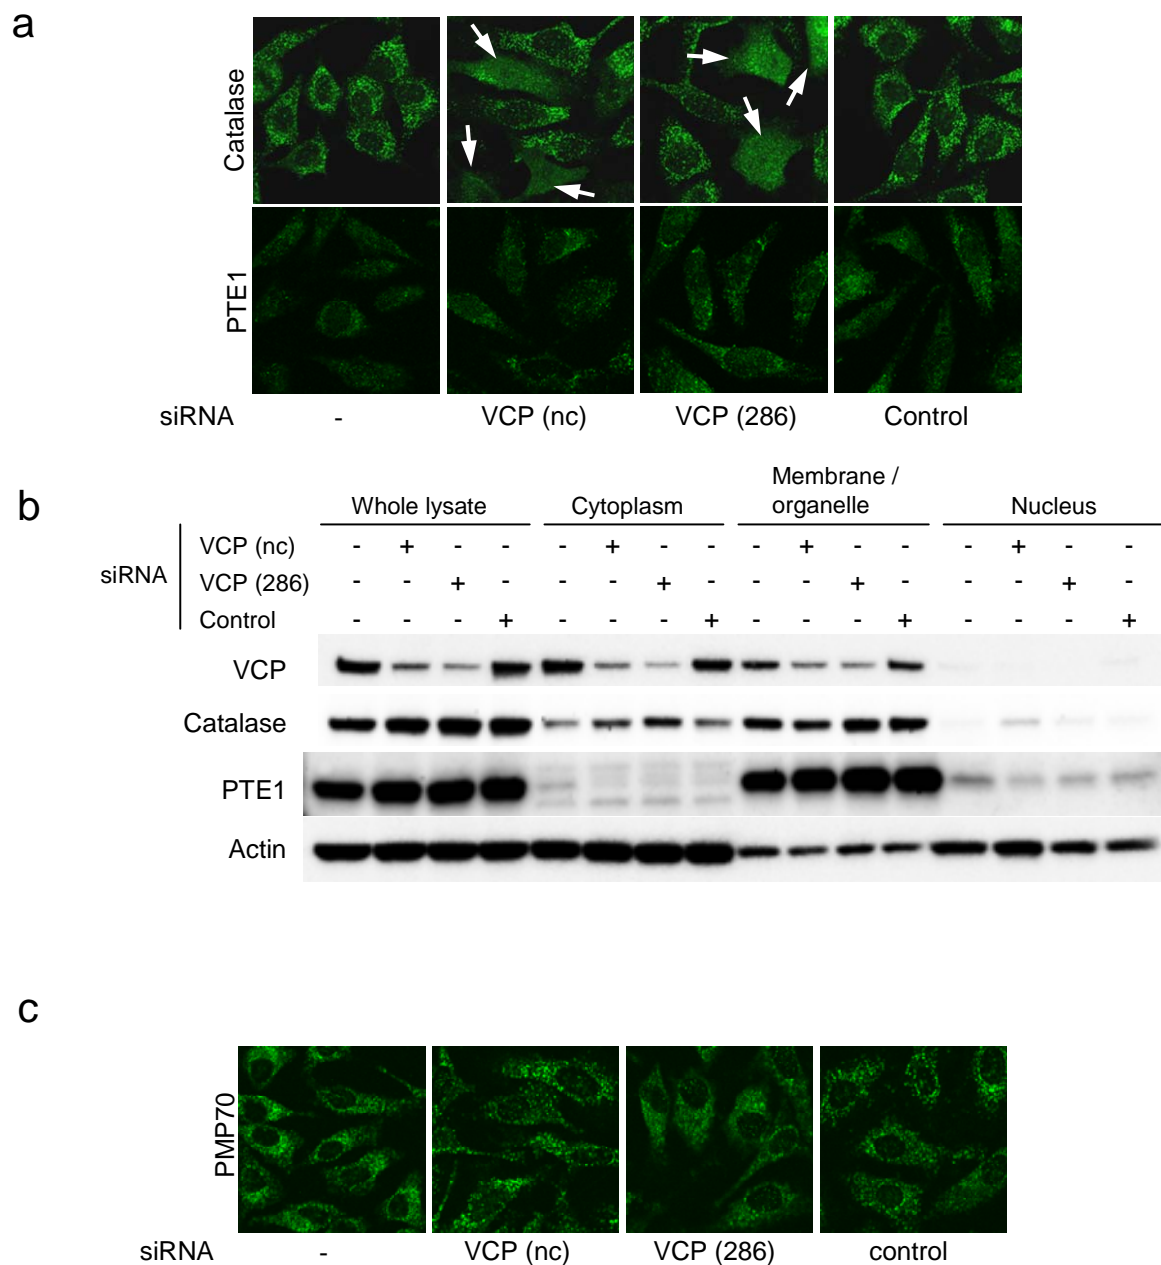 a
Catalase
PTE1
siRNA - VCP (nc) VCP (286) Control
b
Whole lysate Cytoplasm Membrane / organelle Nucleus
siRNA
VCP (nc) - + - - - + - - - + - - - + - -
VCP (286) - - + - - - + - - - + - - - + -
Control - - - + - - - + - - - + - - - +
VCP
Catalase
PTE1
Actin
c
PMP70
siRNA - VCP (nc) VCP (286) control